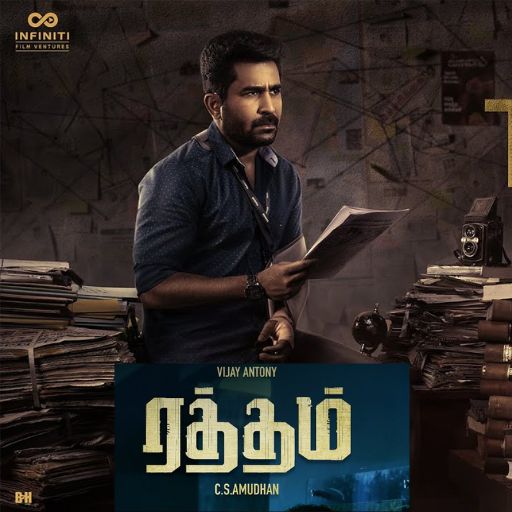 INFINITI
FILM VENTURES
VIJAY ANTONY
ரத்தம்
C.S.AMUDHAN